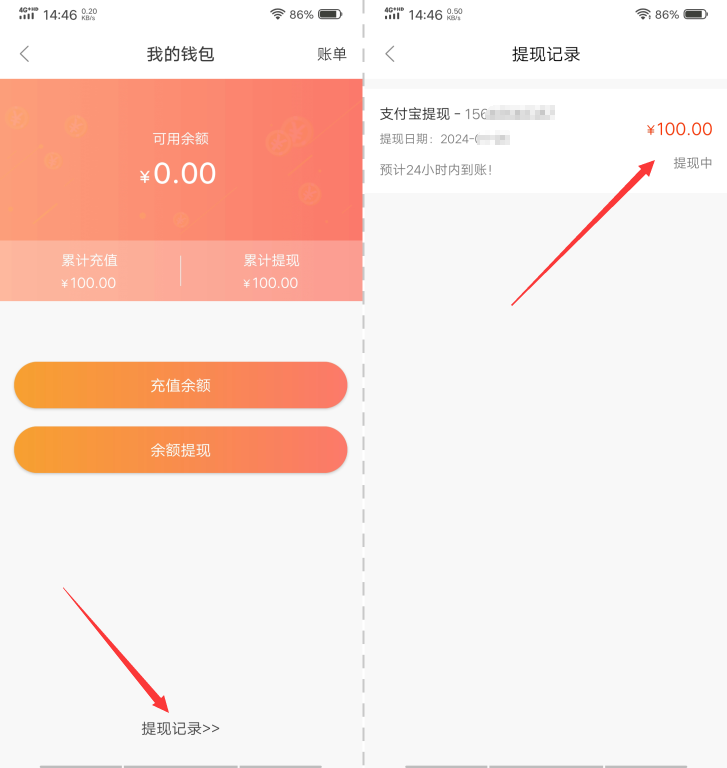 4G+HD 14:46 0.20 KB/s 86%
我的钱包 账单
可用余额
¥0.00
累计充值 累计提现
¥100.00 ¥100.00
充值余额
余额提现
提现记录>>
4G+HD 14:46 0.50 KB/s 86%
提现记录
支付宝提现 - 156
¥100.00
提现日期：2024-
提现中
预计24小时内到账！